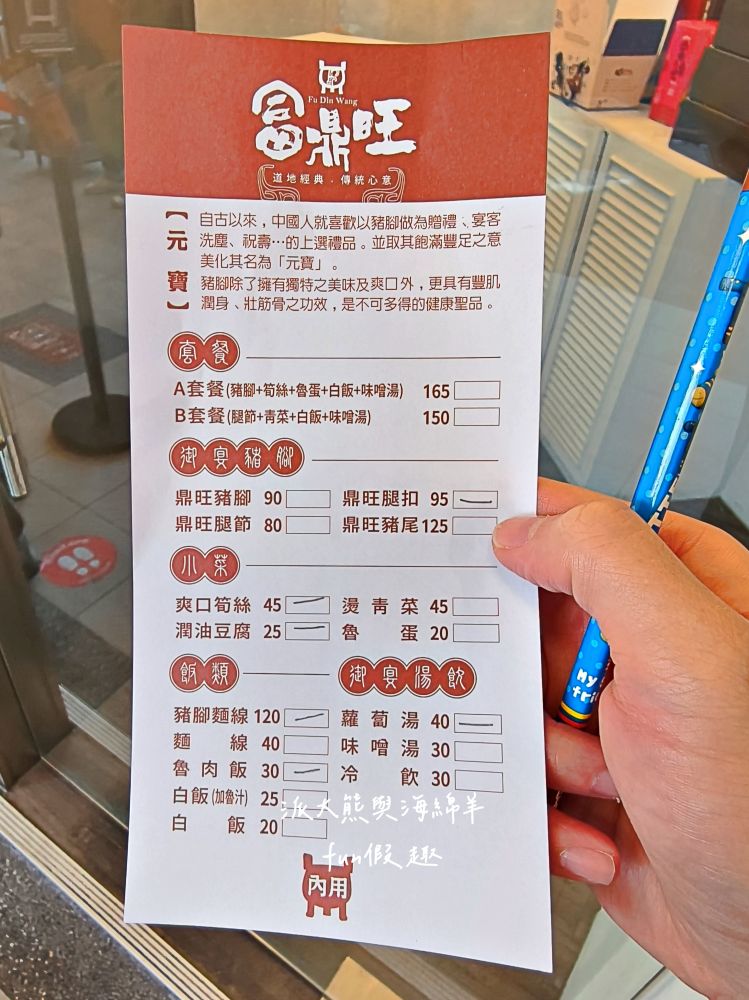 Fu Din Wang
富鼎旺
道地經典．傳統心意
【元寶】
自古以來，中國人就喜歡以豬腳做為贈禮、宴客
洗塵、祝壽…的上選禮品。並取其飽滿豐足之意
美化其名為「元寶」。
豬腳除了擁有獨特之美味及爽口外，更具有豐肌
潤身、壯筋骨之功效，是不可多得的健康聖品。
套餐
A套餐(豬腳+筍絲+魯蛋+白飯+味噌湯) 165
B套餐(腿節+青菜+白飯+味噌湯) 150
御宴豬腳
鼎旺豬腳 90 鼎旺腿扣 95
鼎旺腿節 80 鼎旺豬尾 125
小菜
爽口筍絲 45 燙青菜 45
潤油豆腐 25 魯蛋 20
飯類 御宴湯飲
豬腳麵線 120 蘿蔔湯 40
麵線 40 味噌湯 30
魯肉飯 30 冷飲 30
白飯(加魯汁) 25
白飯 20
派大熊與海綿羊
fun假趣
內用
MY
fri